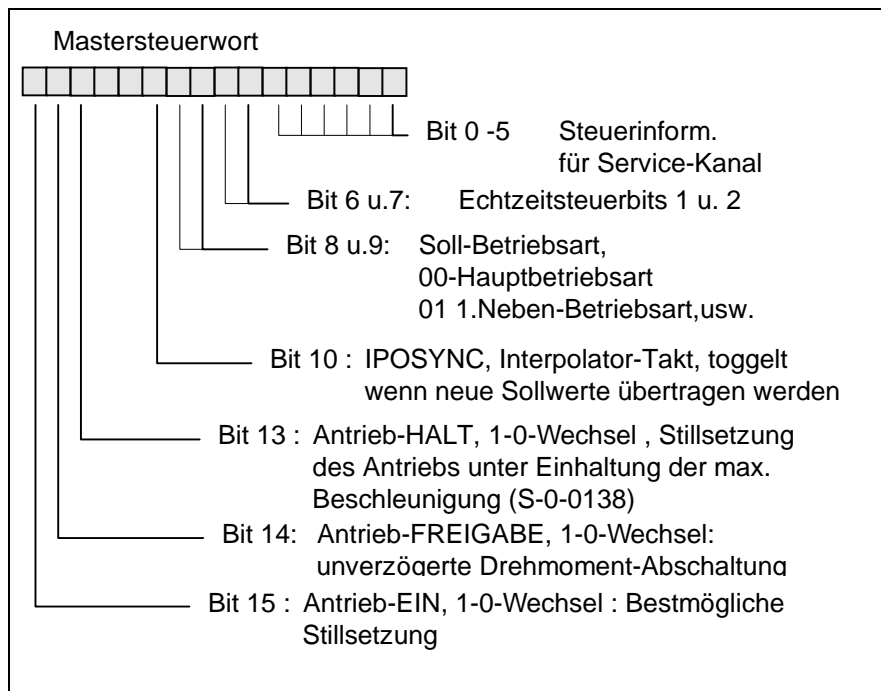 Mastersteuerwort
Bit 0 -5 Steuerinform.
für Service-Kanal
Bit 6 u.7: Echtzeitsteuerbits 1 u. 2
Bit 8 u.9: Soll-Betriebsart,
00-Hauptbetriebsart
01 1.Neben-Betriebsart,usw.
Bit 10 : IPOSYNC, Interpolator-Takt, toggelt
wenn neue Sollwerte übertragen werden
Bit 13 : Antrieb-HALT, 1-0-Wechsel , Stillsetzung
des Antriebs unter Einhaltung der max.
Beschleunigung (S-0-0138)
Bit 14: Antrieb-FREIGABE, 1-0-Wechsel:
unverzögerte Drehmoment-Abschaltung
Bit 15 : Antrieb-EIN, 1-0-Wechsel : Bestmögliche
Stillsetzung